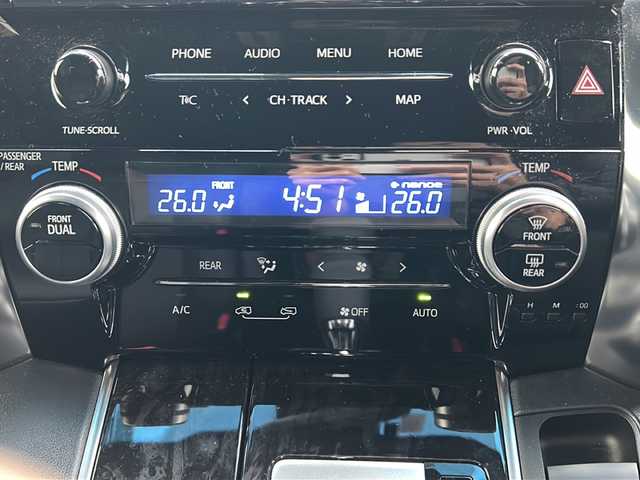 PHONE AUDIO MENU HOME
T C < CH·TRACK > MAP
TUNE·SCROLL PWR·VOL
PASSENGER
/REAR TEMP TEMP
FRONT
DUAL
26.0 FRONT 4:51 nanoe 26.0
FRONT
REAR
REAR < >
A/C OFF AUTO
H M :00